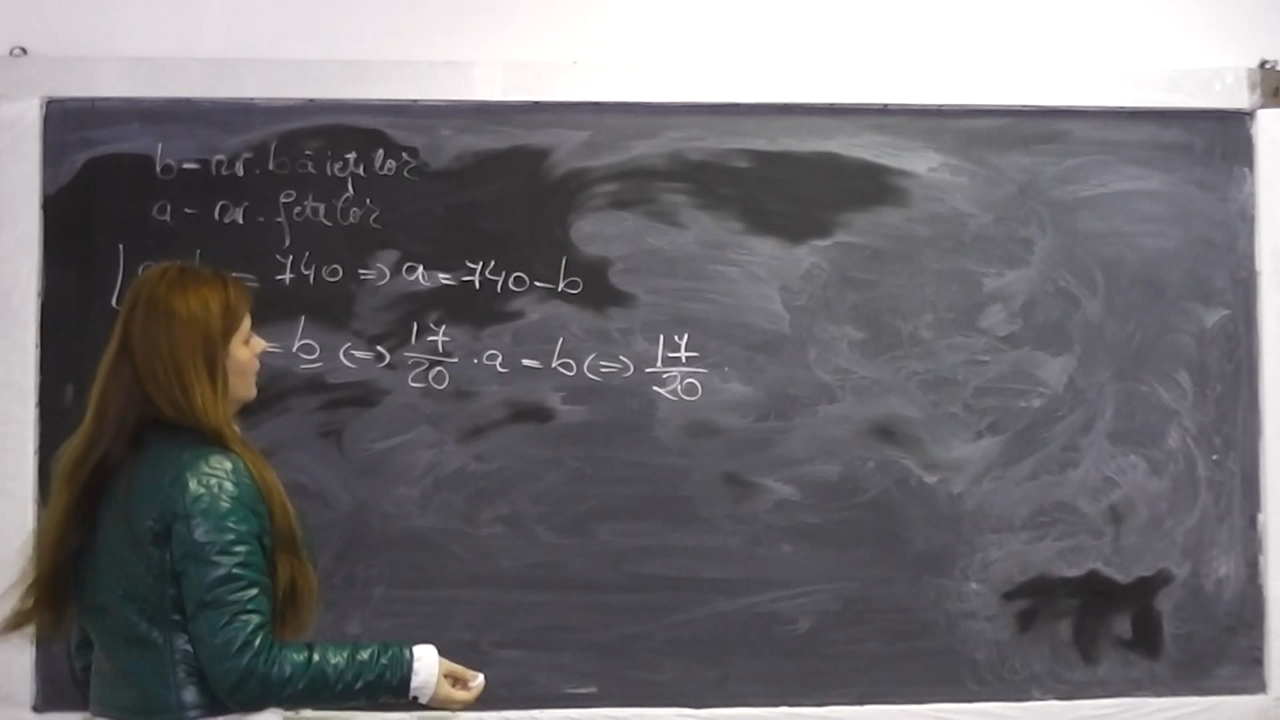 b - nr. băieților
a - nr. fetelor
= 740 => a = 740 - b
= b <=> 17/20 · a = b <=> 17/20 ·